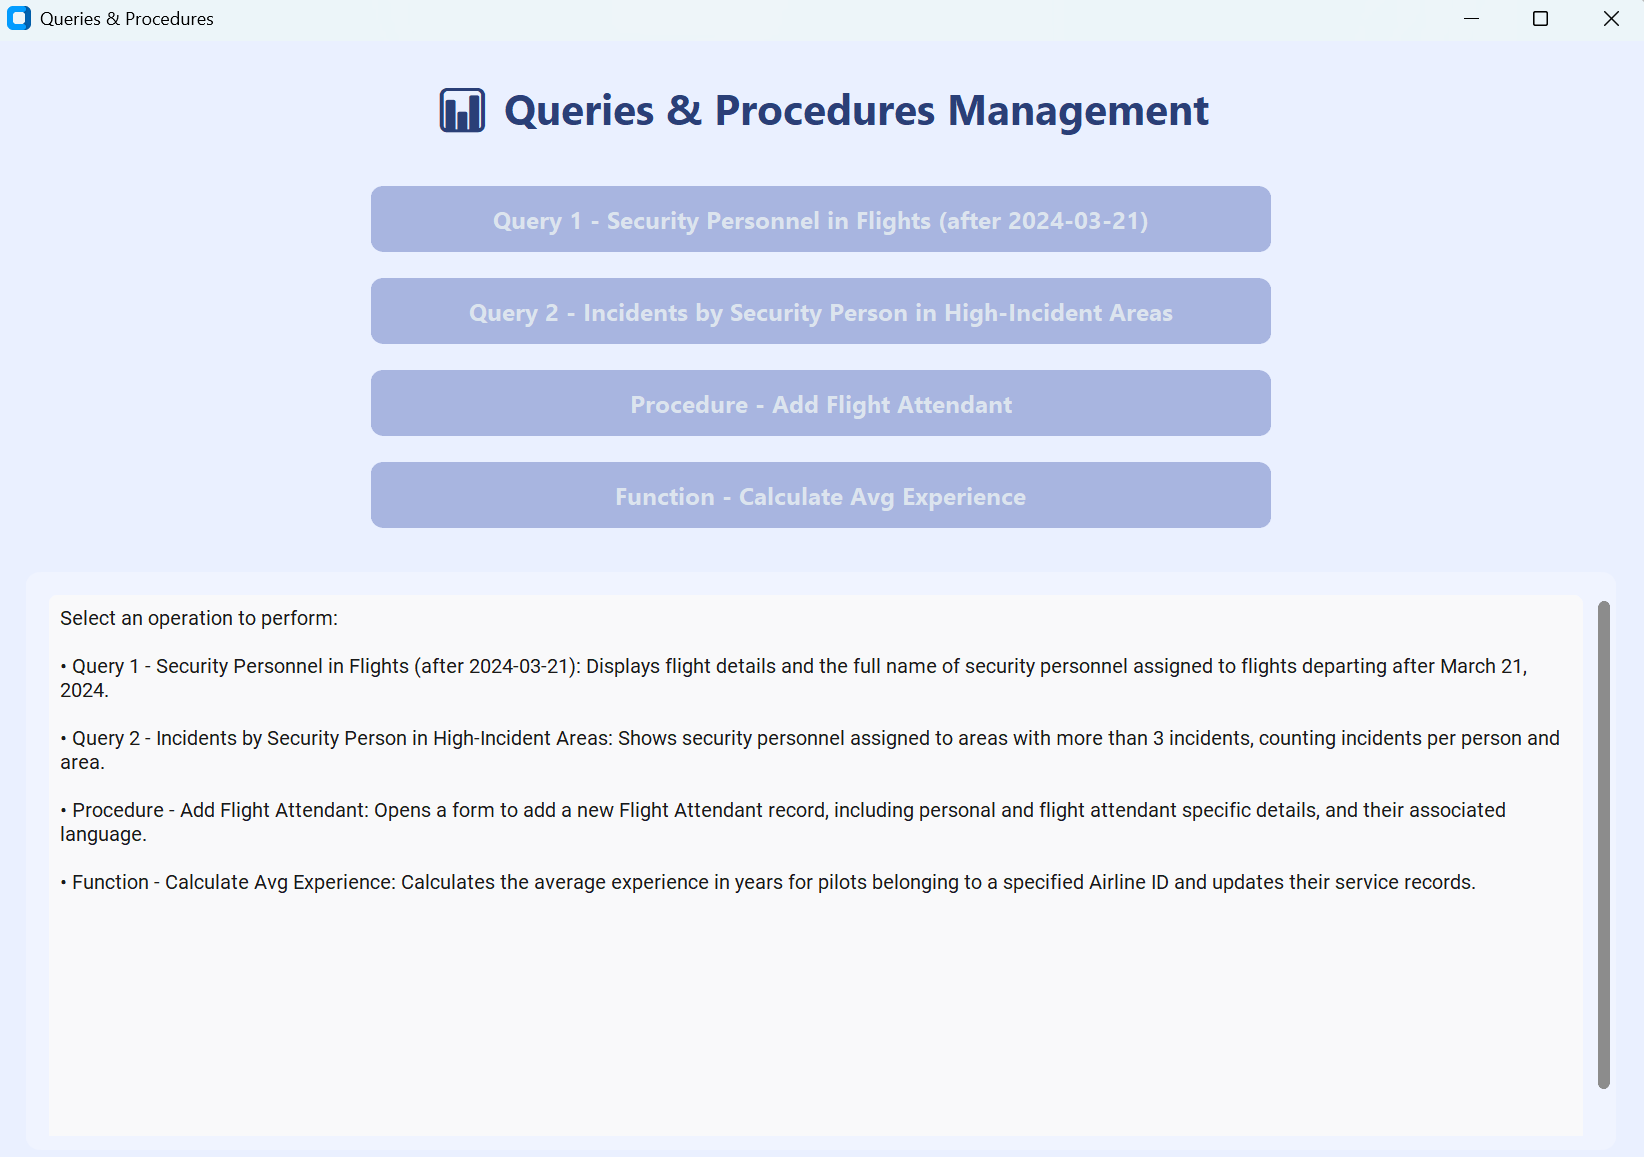 Queries & Procedures
Queries & Procedures Management
Query 1 - Security Personnel in Flights (after 2024-03-21)
Query 2 - Incidents by Security Person in High-Incident Areas
Procedure - Add Flight Attendant
Function - Calculate Avg Experience
Select an operation to perform:
• Query 1 - Security Personnel in Flights (after 2024-03-21): Displays flight details and the full name of security personnel assigned to flights departing after March 21,
2024.
• Query 2 - Incidents by Security Person in High-Incident Areas: Shows security personnel assigned to areas with more than 3 incidents, counting incidents per person and
area.
• Procedure - Add Flight Attendant: Opens a form to add a new Flight Attendant record, including personal and flight attendant specific details, and their associated
language.
• Function - Calculate Avg Experience: Calculates the average experience in years for pilots belonging to a specified Airline ID and updates their service records.